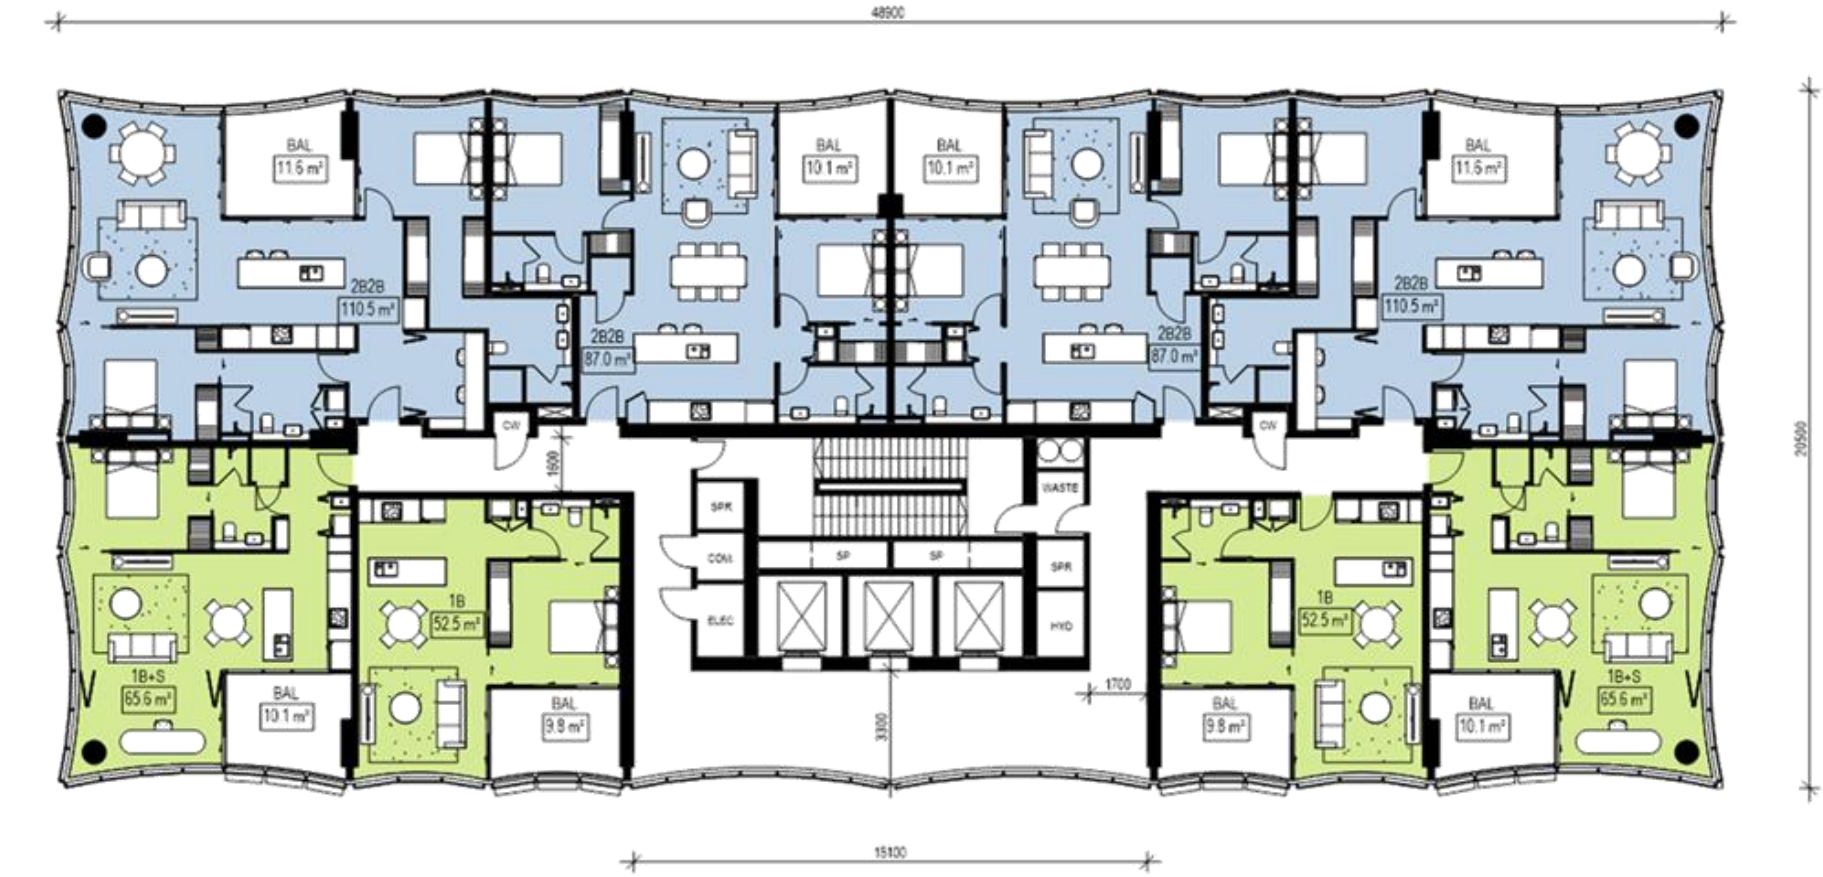 48900
BAL
11.6 m²
BAL
10.1 m²
BAL
10.1 m²
BAL
11.6 m²
2B2B
110.5 m²
2B2B
87.0 m²
2B2B
87.0 m²
2B2B
110.5 m²
CW
CW
1600
20500
SPR
WASTE
COM
SP
SP
SPR
ELEC
HYD
1B
52.5 m²
1B
52.5 m²
1B+S
65.6 m²
1B+S
65.6 m²
BAL
10.1 m²
BAL
9.8 m²
3300
1700
BAL
9.8 m²
BAL
10.1 m²
15100